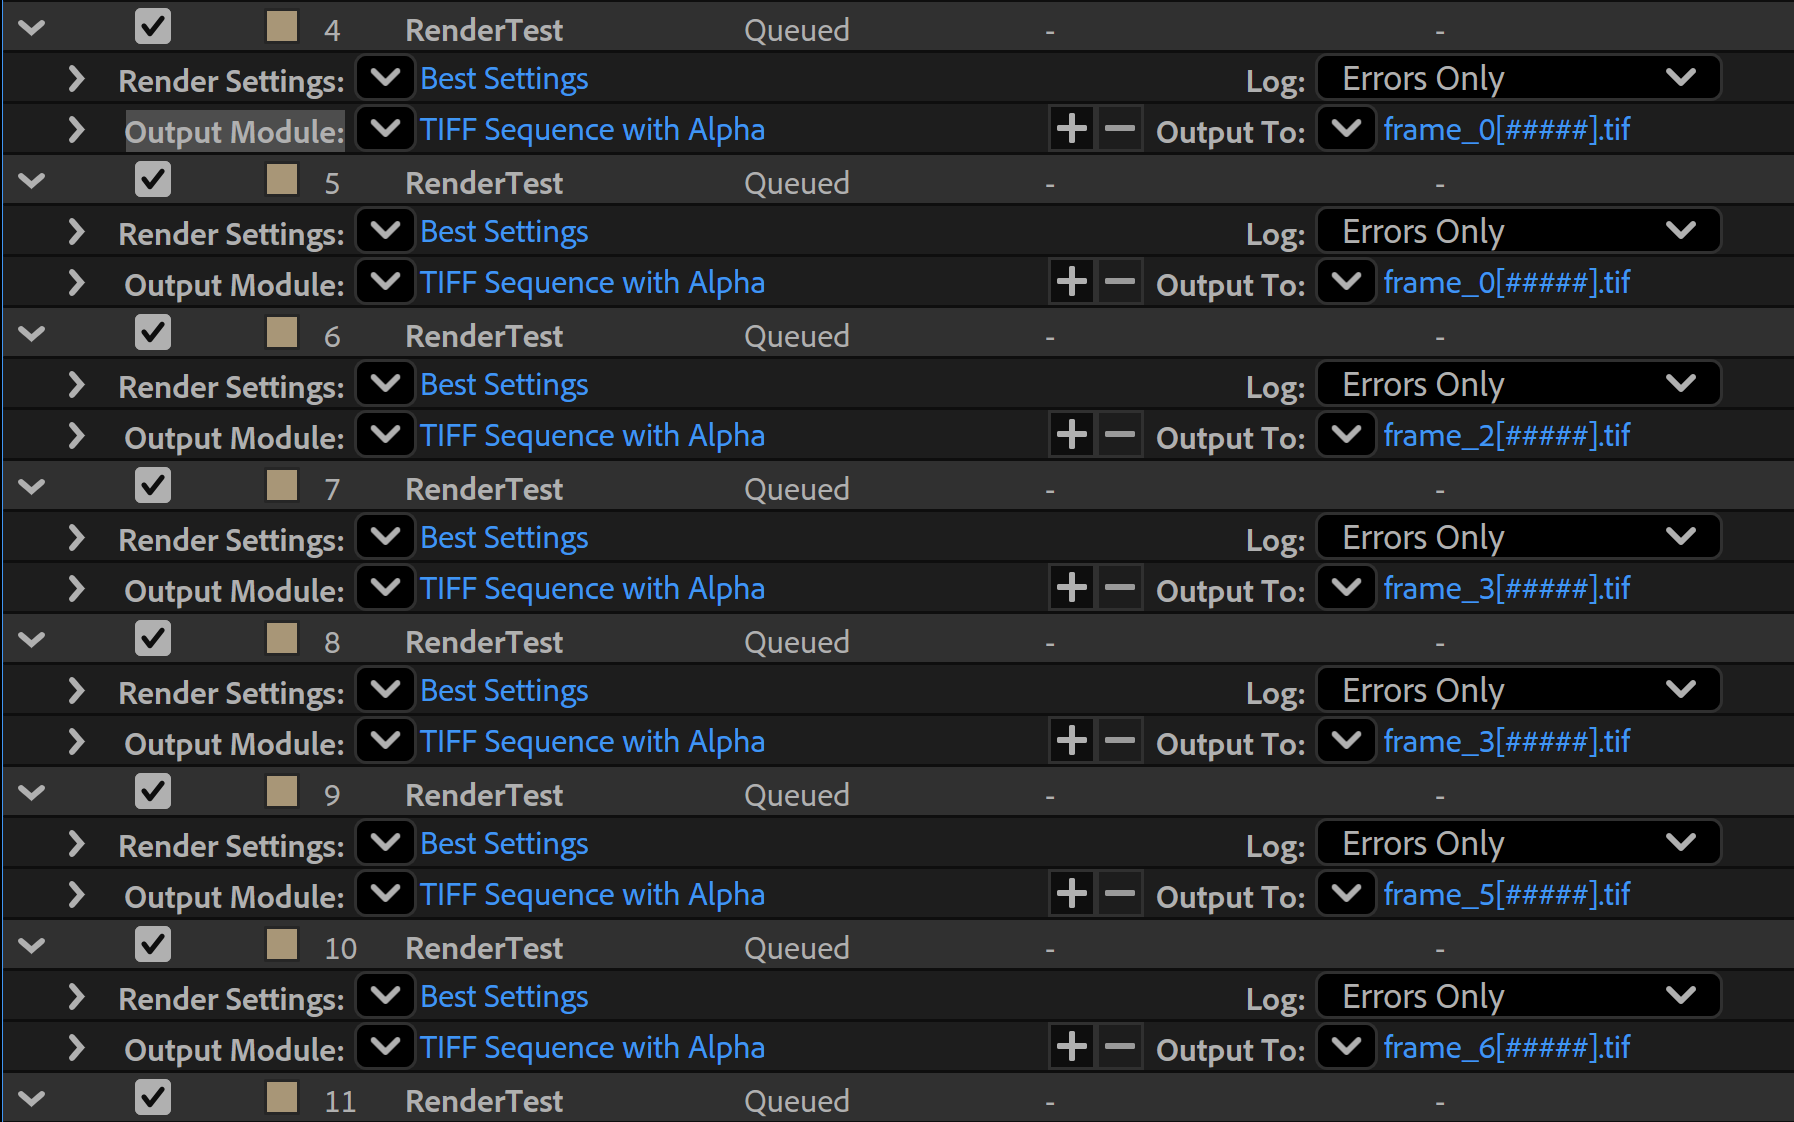 4 RenderTest Queued - -
Render Settings: Best Settings Log: Errors Only
Output Module: TIFF Sequence with Alpha Output To: frame_0[#####].tif
5 RenderTest Queued - -
Render Settings: Best Settings Log: Errors Only
Output Module: TIFF Sequence with Alpha Output To: frame_0[#####].tif
6 RenderTest Queued - -
Render Settings: Best Settings Log: Errors Only
Output Module: TIFF Sequence with Alpha Output To: frame_2[#####].tif
7 RenderTest Queued - -
Render Settings: Best Settings Log: Errors Only
Output Module: TIFF Sequence with Alpha Output To: frame_3[#####].tif
8 RenderTest Queued - -
Render Settings: Best Settings Log: Errors Only
Output Module: TIFF Sequence with Alpha Output To: frame_3[#####].tif
9 RenderTest Queued - -
Render Settings: Best Settings Log: Errors Only
Output Module: TIFF Sequence with Alpha Output To: frame_5[#####].tif
10 RenderTest Queued - -
Render Settings: Best Settings Log: Errors Only
Output Module: TIFF Sequence with Alpha Output To: frame_6[#####].tif
11 RenderTest Queued - -